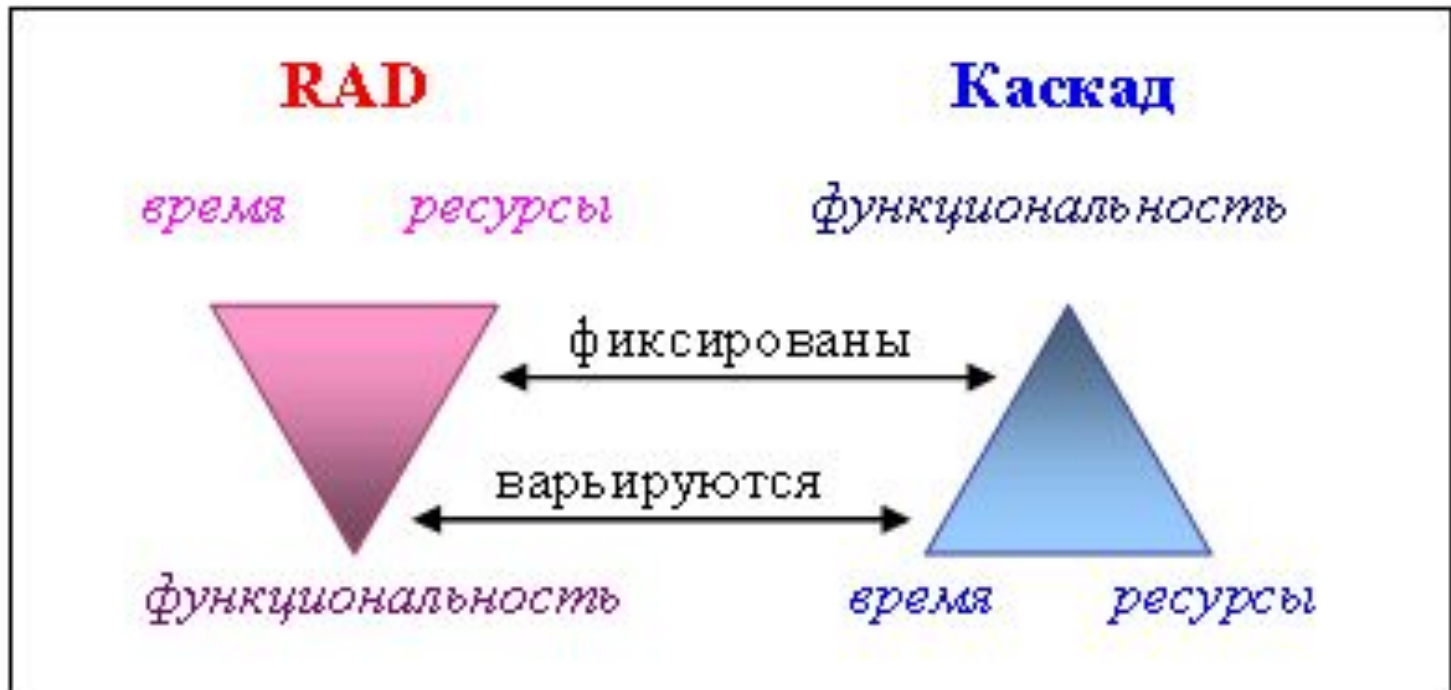 RAD Каскад
время ресурсы функциональность
фиксированы
варьируются
функциональность время ресурсы